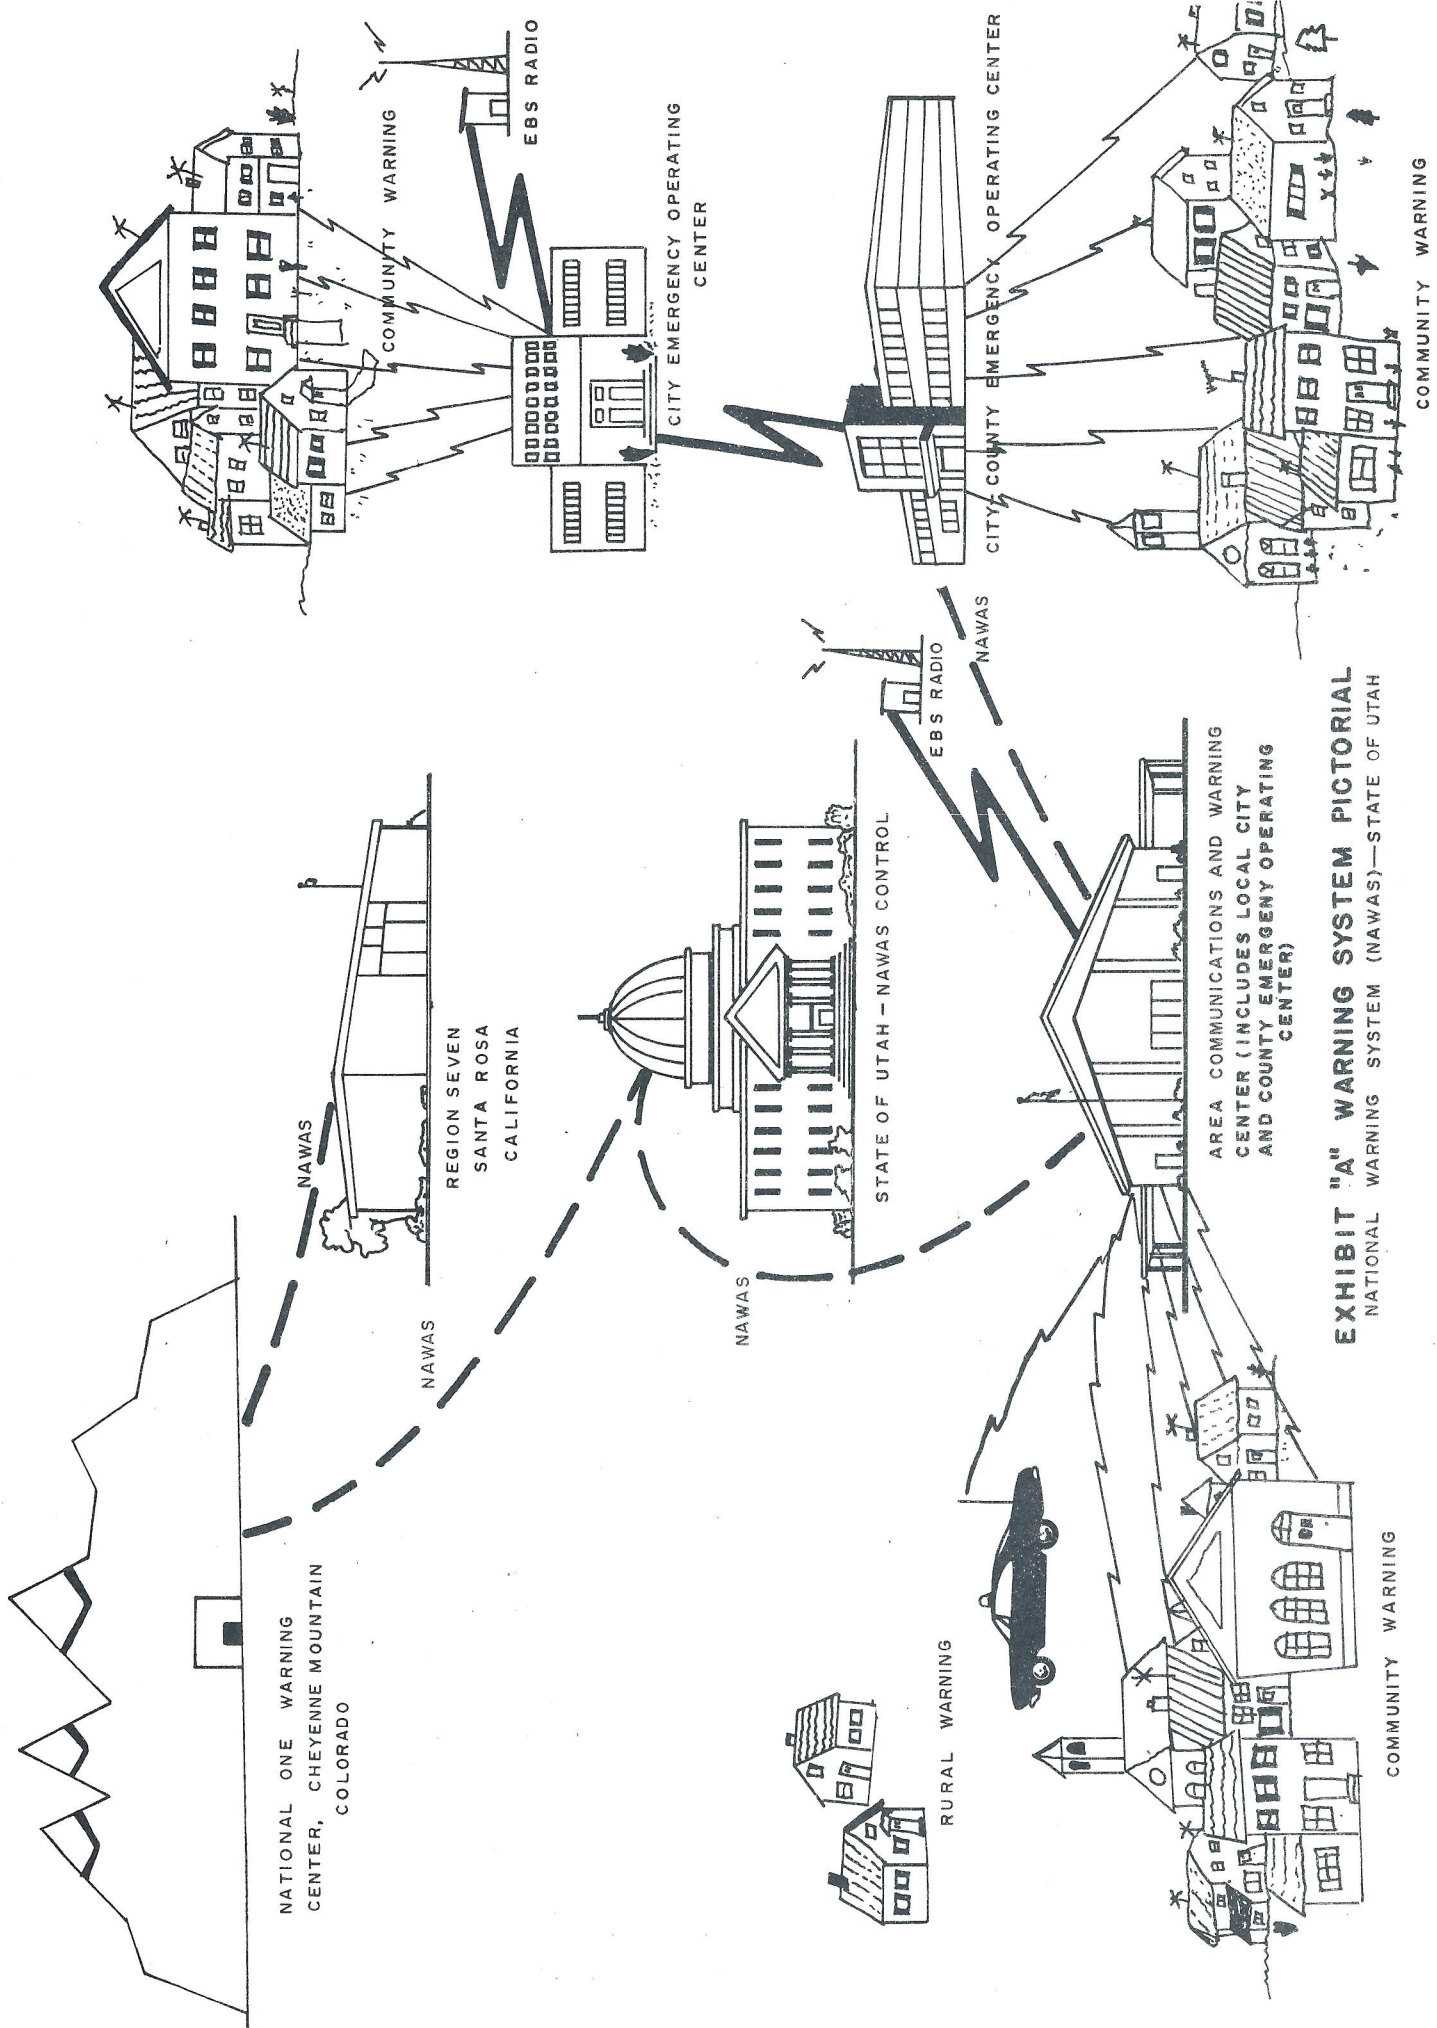 NATIONAL ONE WARNING
CENTER, CHEYENNE MOUNTAIN
COLORADO
NAWAS
NAWAS
REGION SEVEN
SANTA ROSA
CALIFORNIA
COMMUNITY WARNING
EBS RADIO
CITY EMERGENCY OPERATING
CENTER
NAWAS
STATE OF UTAH - NAWAS CONTROL
RURAL WARNING
EBS RADIO
NAWAS
CITY-COUNTY EMERGENCY OPERATING CENTER
AREA COMMUNICATIONS AND WARNING
CENTER (INCLUDES LOCAL CITY
AND COUNTY EMERGENY OPERATING
CENTER)
COMMUNITY WARNING
COMMUNITY WARNING
EXHIBIT "A" WARNING SYSTEM PICTORIAL
NATIONAL WARNING SYSTEM (NAWAS)—STATE OF UTAH